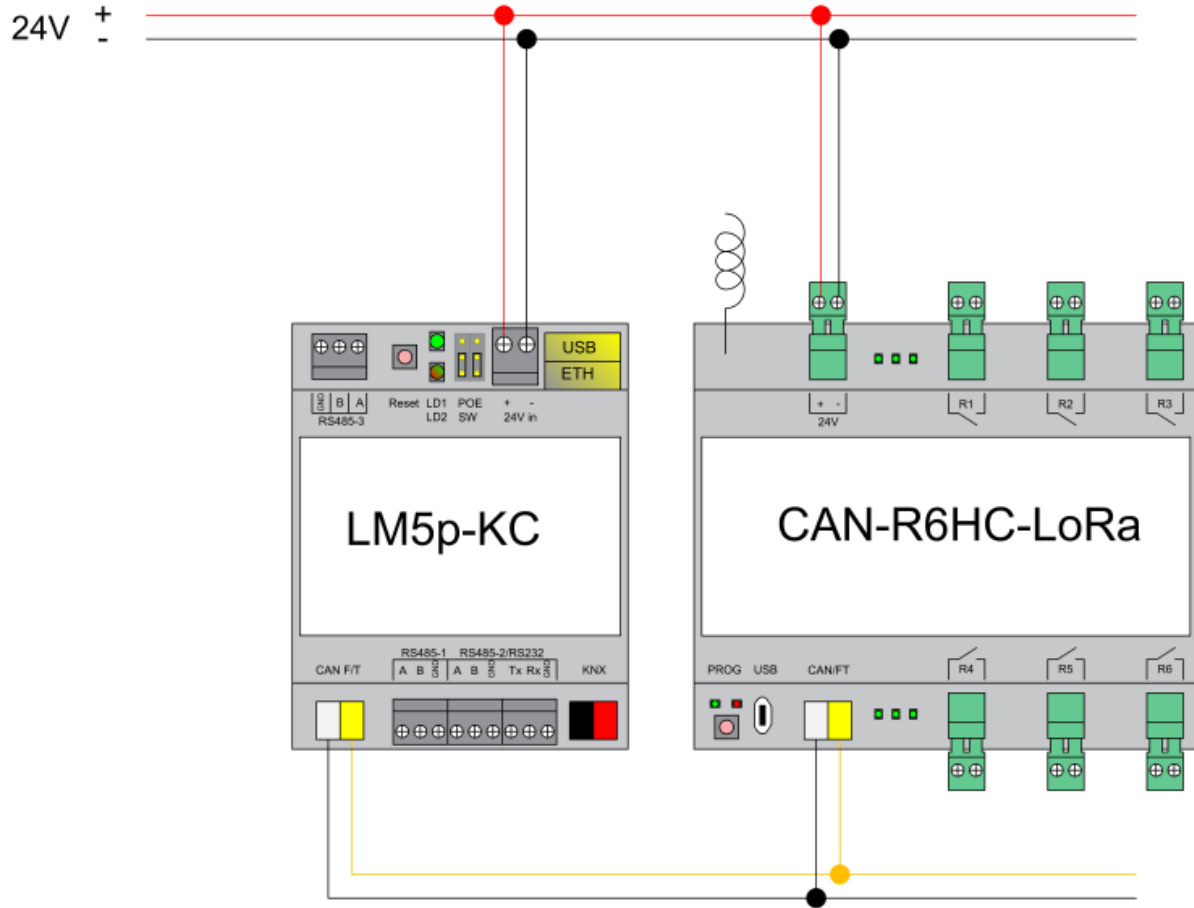 24V + -
USB
ETH
GND B A
RS485-3
Reset LD1 POE + -
LD2 SW 24V in
+ -
24V
R1 R2 R3
LM5p-KC
CAN-R6HC-LoRa
RS485-1 RS485-2/RS232
CAN F/T A B GND A B GND Tx Rx GND KNX
PROG USB CAN/FT R4 R5 R6